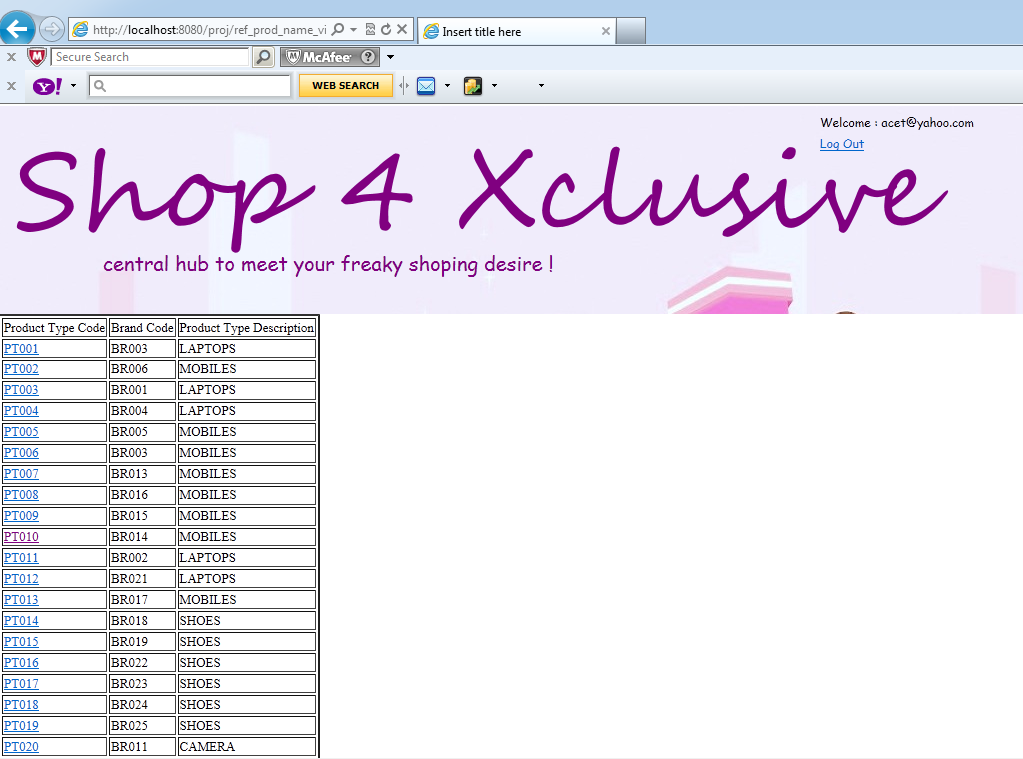 http://localhost:8080/proj/ref_prod_name_vi
Insert title here
Secure Search
McAfee
Y!
WEB SEARCH
Welcome : acet@yahoo.com
Log Out
Shop 4 Xclusive
central hub to meet your freaky shoping desire !
Product Type Code Brand Code Product Type Description
PT001 BR003 LAPTOPS
PT002 BR006 MOBILES
PT003 BR001 LAPTOPS
PT004 BR004 LAPTOPS
PT005 BR005 MOBILES
PT006 BR003 MOBILES
PT007 BR013 MOBILES
PT008 BR016 MOBILES
PT009 BR015 MOBILES
PT010 BR014 MOBILES
PT011 BR002 LAPTOPS
PT012 BR021 LAPTOPS
PT013 BR017 MOBILES
PT014 BR018 SHOES
PT015 BR019 SHOES
PT016 BR022 SHOES
PT017 BR023 SHOES
PT018 BR024 SHOES
PT019 BR025 SHOES
PT020 BR011 CAMERA